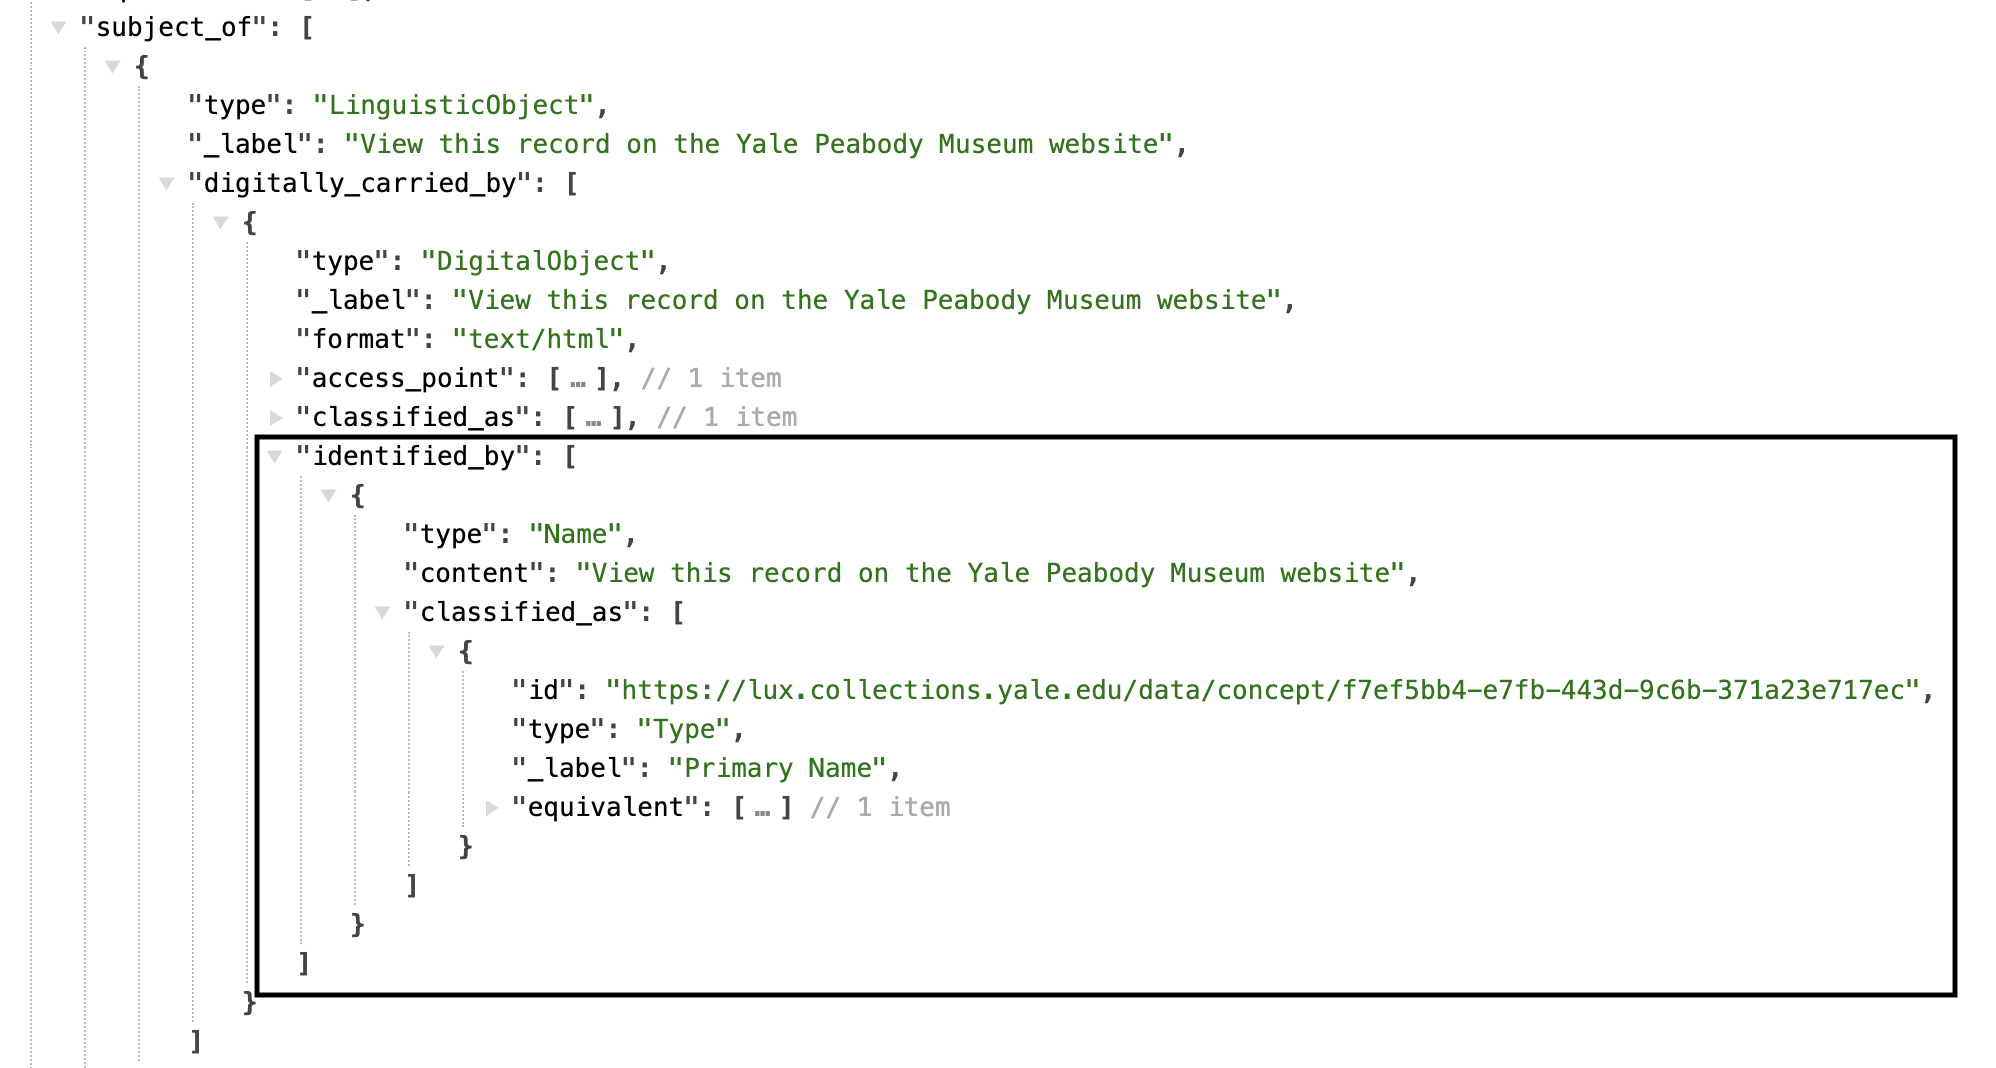 "subject_of": [
{
"type": "LinguisticObject",
"_label": "View this record on the Yale Peabody Museum website",
"digitally_carried_by": [
{
"type": "DigitalObject",
"_label": "View this record on the Yale Peabody Museum website",
"format": "text/html",
"access_point": [ … ], // 1 item
"classified_as": [ … ], // 1 item
"identified_by": [
{
"type": "Name",
"content": "View this record on the Yale Peabody Museum website",
"classified_as": [
{
"id": "https://lux.collections.yale.edu/data/concept/f7ef5bb4-e7fb-443d-9c6b-371a23e717ec",
"type": "Type",
"_label": "Primary Name",
"equivalent": [ … ] // 1 item
}
]
}
]
}
]